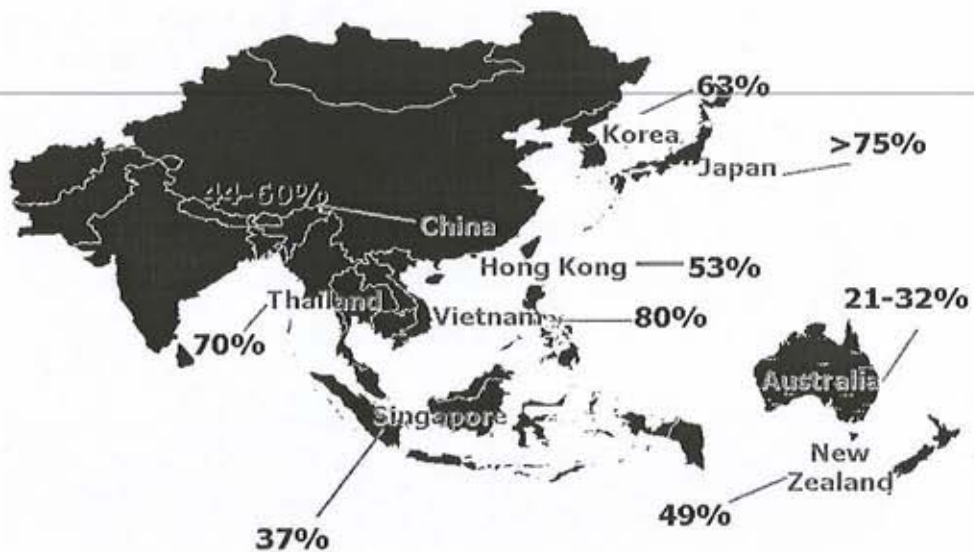 63%
Korea
>75%
Japan
44-60%
China
Hong Kong
53%
21-32%
Thailand
Vietnam
80%
70%
Australia
Singapore
New
Zealand
49%
37%